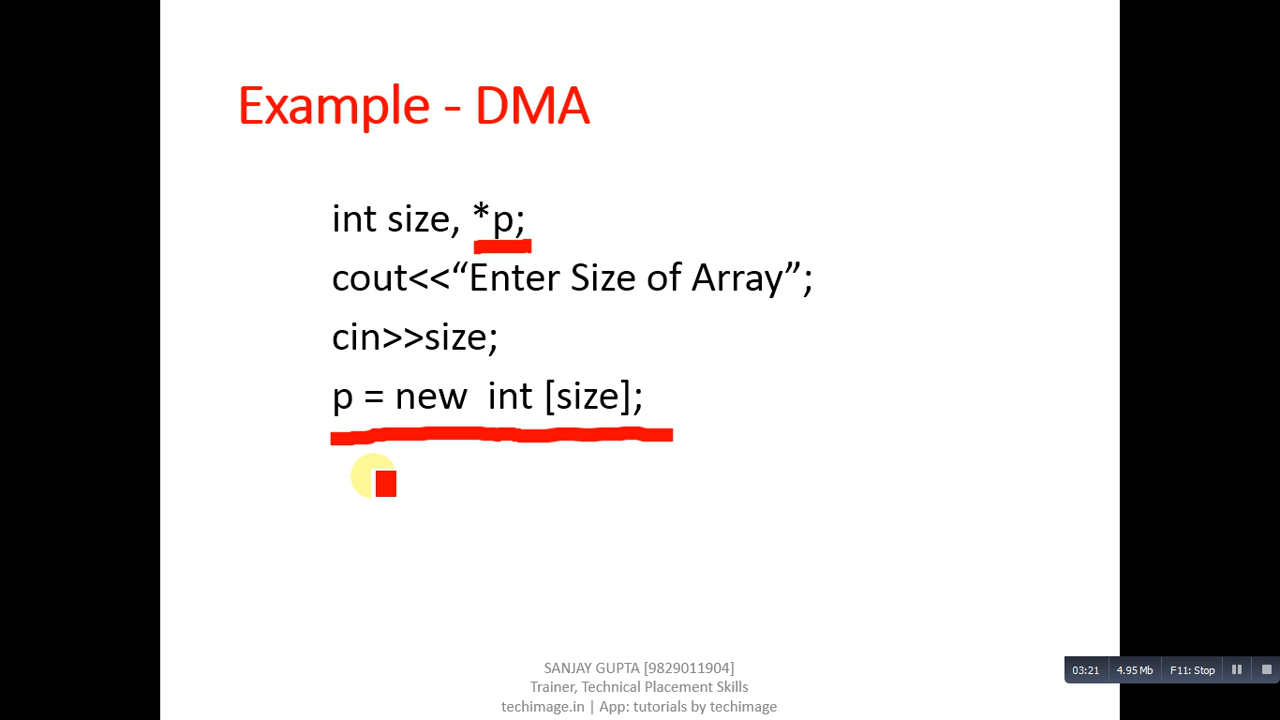 Example - DMA
int size, *p;
cout<<“Enter Size of Array”;
cin>>size;
p = new  int [size];
SANJAY GUPTA [9829011904]
Trainer, Technical Placement Skills
techimage.in | App: tutorials by techimage
03:21 4.95 Mb F11: Stop